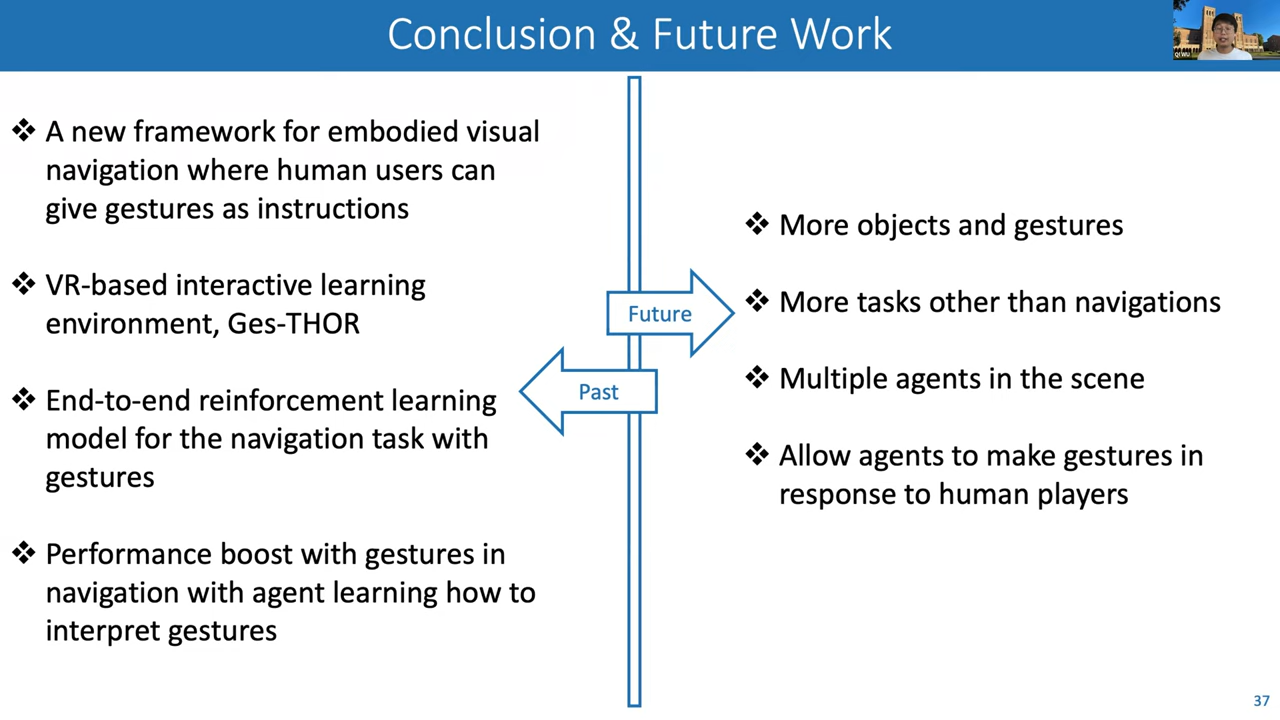 Conclusion & Future Work
QI WU
❖ A new framework for embodied visual
navigation where human users can
give gestures as instructions
❖ VR-based interactive learning
environment, Ges-THOR
❖ End-to-end reinforcement learning
model for the navigation task with
gestures
❖ Performance boost with gestures in
navigation with agent learning how to
interpret gestures
Future
Past
❖ More objects and gestures
❖ More tasks other than navigations
❖ Multiple agents in the scene
❖ Allow agents to make gestures in
response to human players
37